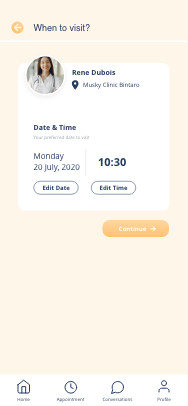 When to visit?
Rene Dubois
Musky Clinic Bintaro
Date & Time
Your preferred date to visit
Monday
20 July, 2020
10:30
Edit Date
Edit Time
Continue
Home
Appointment
Conversations
Profile